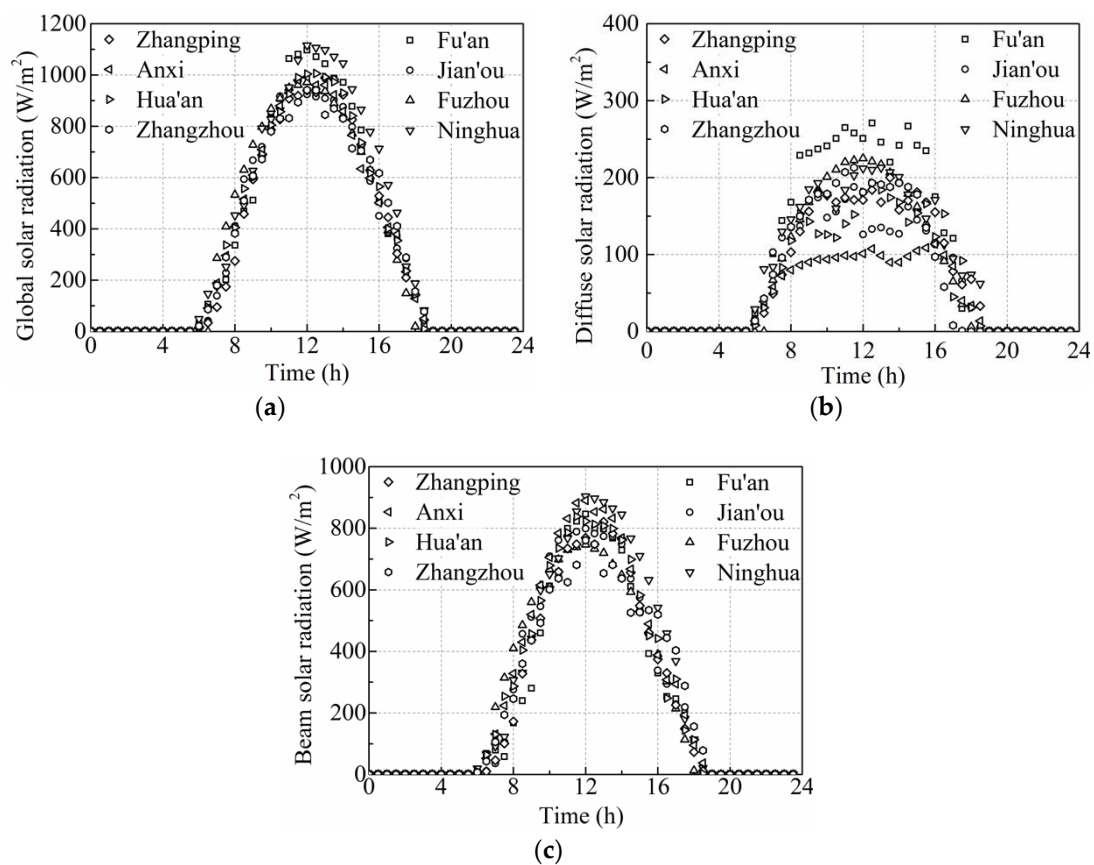 Global solar radiation (W/m²)
1200
1000
800
600
400
200
0
Zhangping
Anxi
Hua'an
Zhangzhou
Fu'an
Jian'ou
Fuzhou
Ninghua
0 4 8 12 16 20 24
Time (h)
(a)
Diffuse solar radiation (W/m²)
400
300
200
100
0
Zhangping
Anxi
Hua'an
Zhangzhou
Fu'an
Jian'ou
Fuzhou
Ninghua
0 4 8 12 16 20 24
Time (h)
(b)
Beam solar radiation (W/m²)
1000
800
600
400
200
0
Zhangping
Anxi
Hua'an
Zhangzhou
Fu'an
Jian'ou
Fuzhou
Ninghua
0 4 8 12 16 20 24
Time (h)
(c)